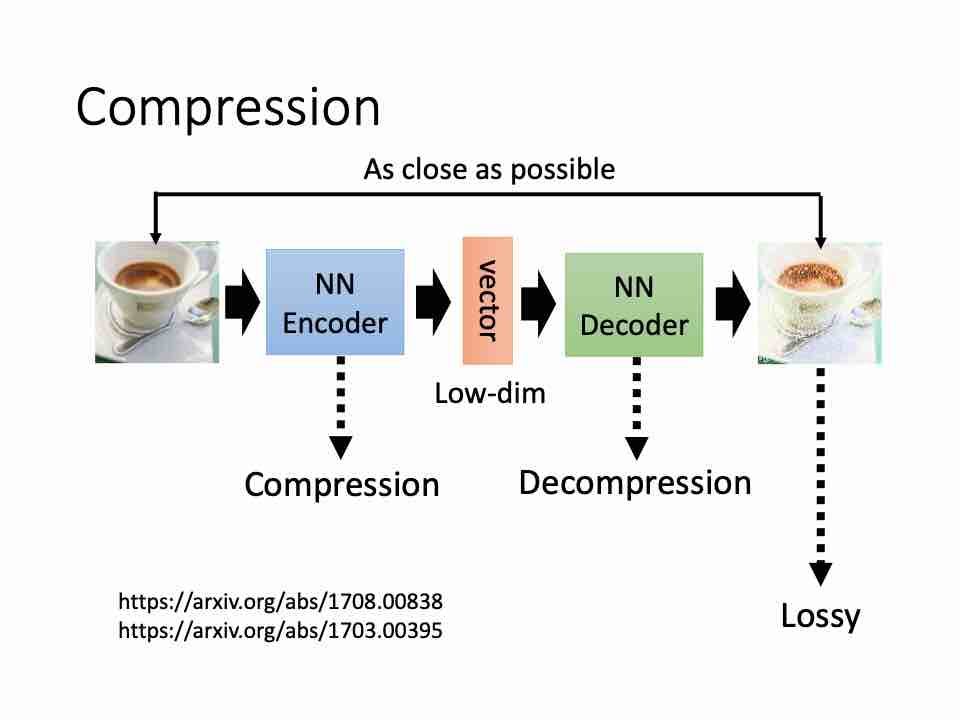 Compression
As close as possible
NN
Encoder
vector
NN
Decoder
Low-dim
Compression
Decompression
Lossy
https://arxiv.org/abs/1708.00838
https://arxiv.org/abs/1703.00395